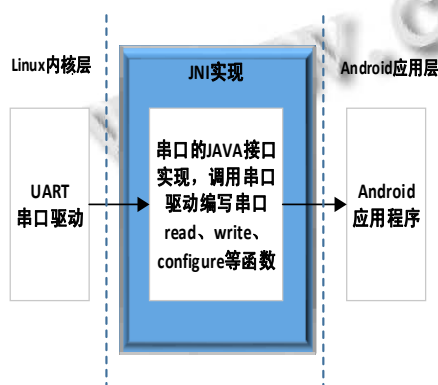 Linux内核层
JNI实现
Android应用层
UART
串口驱动
串口的JAVA接口
实现，调用串口
驱动编写串口
read、write、
configure等函数
Android
应用程序